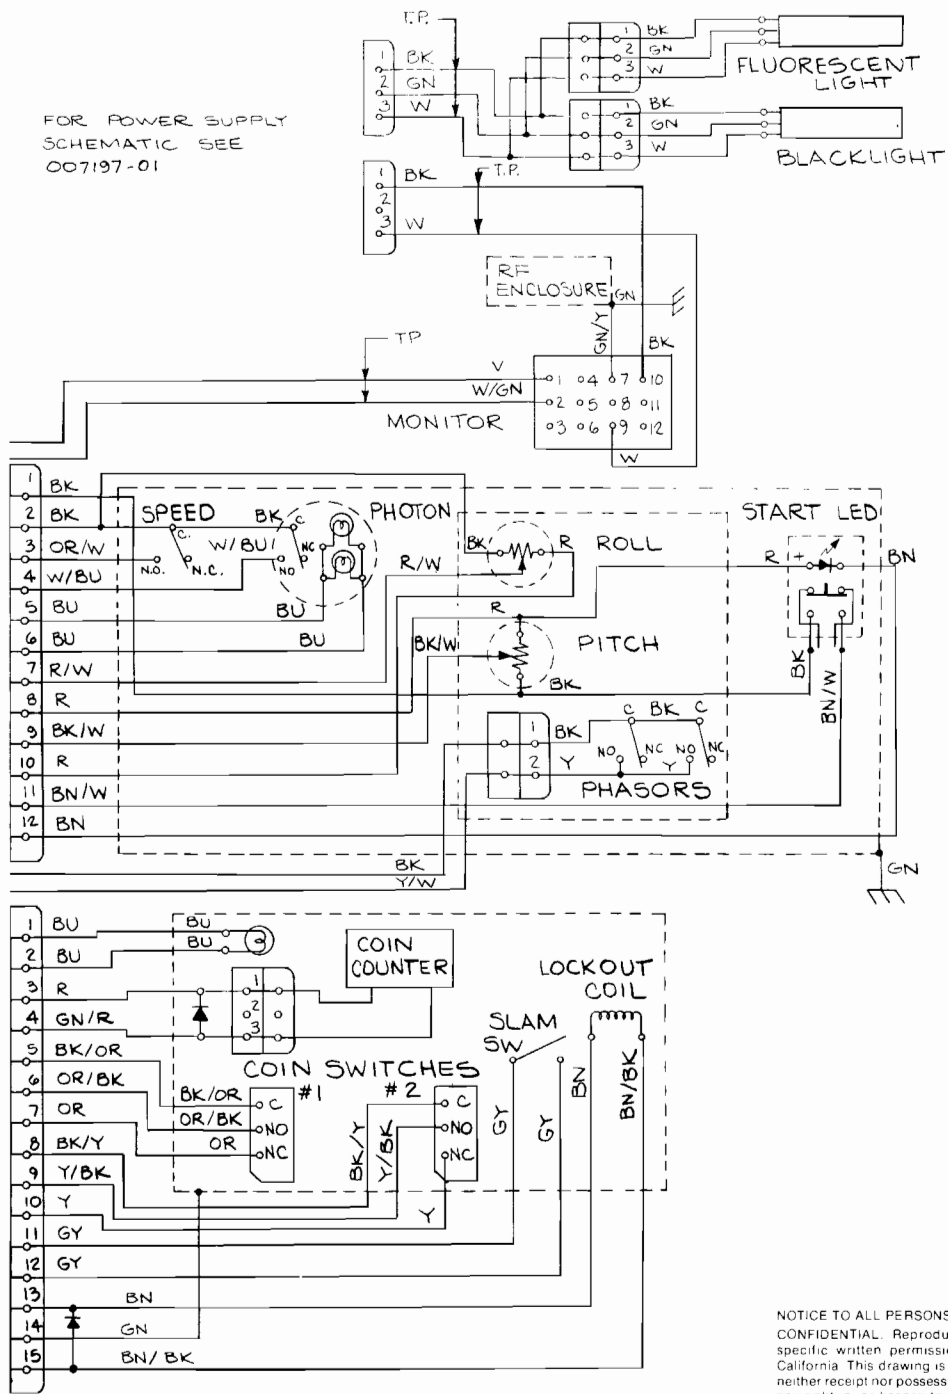 T.P.
1 BK
2 GN
3 W
1 BK
2 GN
3 W
FLUORESCENT
LIGHT
1 BK
2 GN
3 W
BLACKLIGHT
FOR POWER SUPPLY
SCHEMATIC SEE
007197-01
1 BK
2
3 W
T.P.
RF
ENCLOSURE
GN
GN/Y
BK
TP
V
W/GN
MONITOR
1 4 7 10
2 5 8 11
3 6 9 12
W
1 BK
2 BK
3 OR/W
4 W/BU
5 BU
6 BU
7 R/W
8 R
9 BK/W
10 R
11 BN/W
12 BN
SPEED
C.
N.O.
N.C.
BK
C
W/BU
NC
NO
PHOTON
BU
BU
R/W
BK
R
ROLL
R
PITCH
BK/W
BK
START LED
R
+
BN
BK
BN/W
1 BK
2 Y
C BK C
NO NC NO NC
Y
PHASORS
BK
Y/W
GN
1 BU
2 BU
3 R
4 GN/R
5 BK/OR
6 OR/BK
7 OR
8 BK/Y
9 Y/BK
10 Y
11 GY
12 GY
13 BN
14 GN
15 BN/BK
BU
BU
1
2
3
COIN
COUNTER
LOCKOUT
COIL
SLAM
SW
COIN SWITCHES
#1 #2
BK/OR C
OR/BK NO
OR NC
BK/Y
Y/BK
C
NO
NC
Y
GY
GY
BN
BN/BK
NOTICE TO ALL PERSONS
CONFIDENTIAL. Reprodu
specific written permissi
California This drawing is
neither receipt nor possess